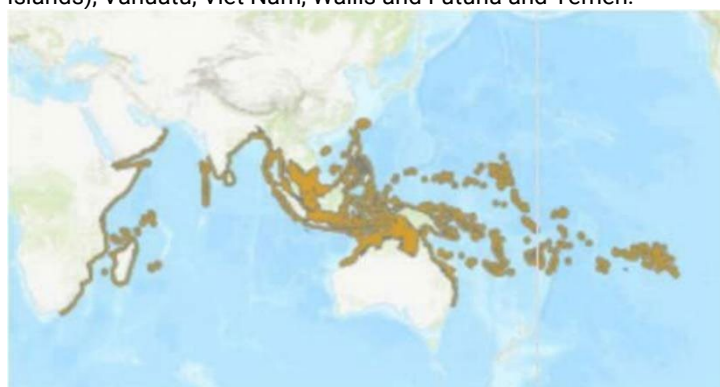 Islands), Vanuatu, Viet Nam, Wallis and Futuna and Yemen.